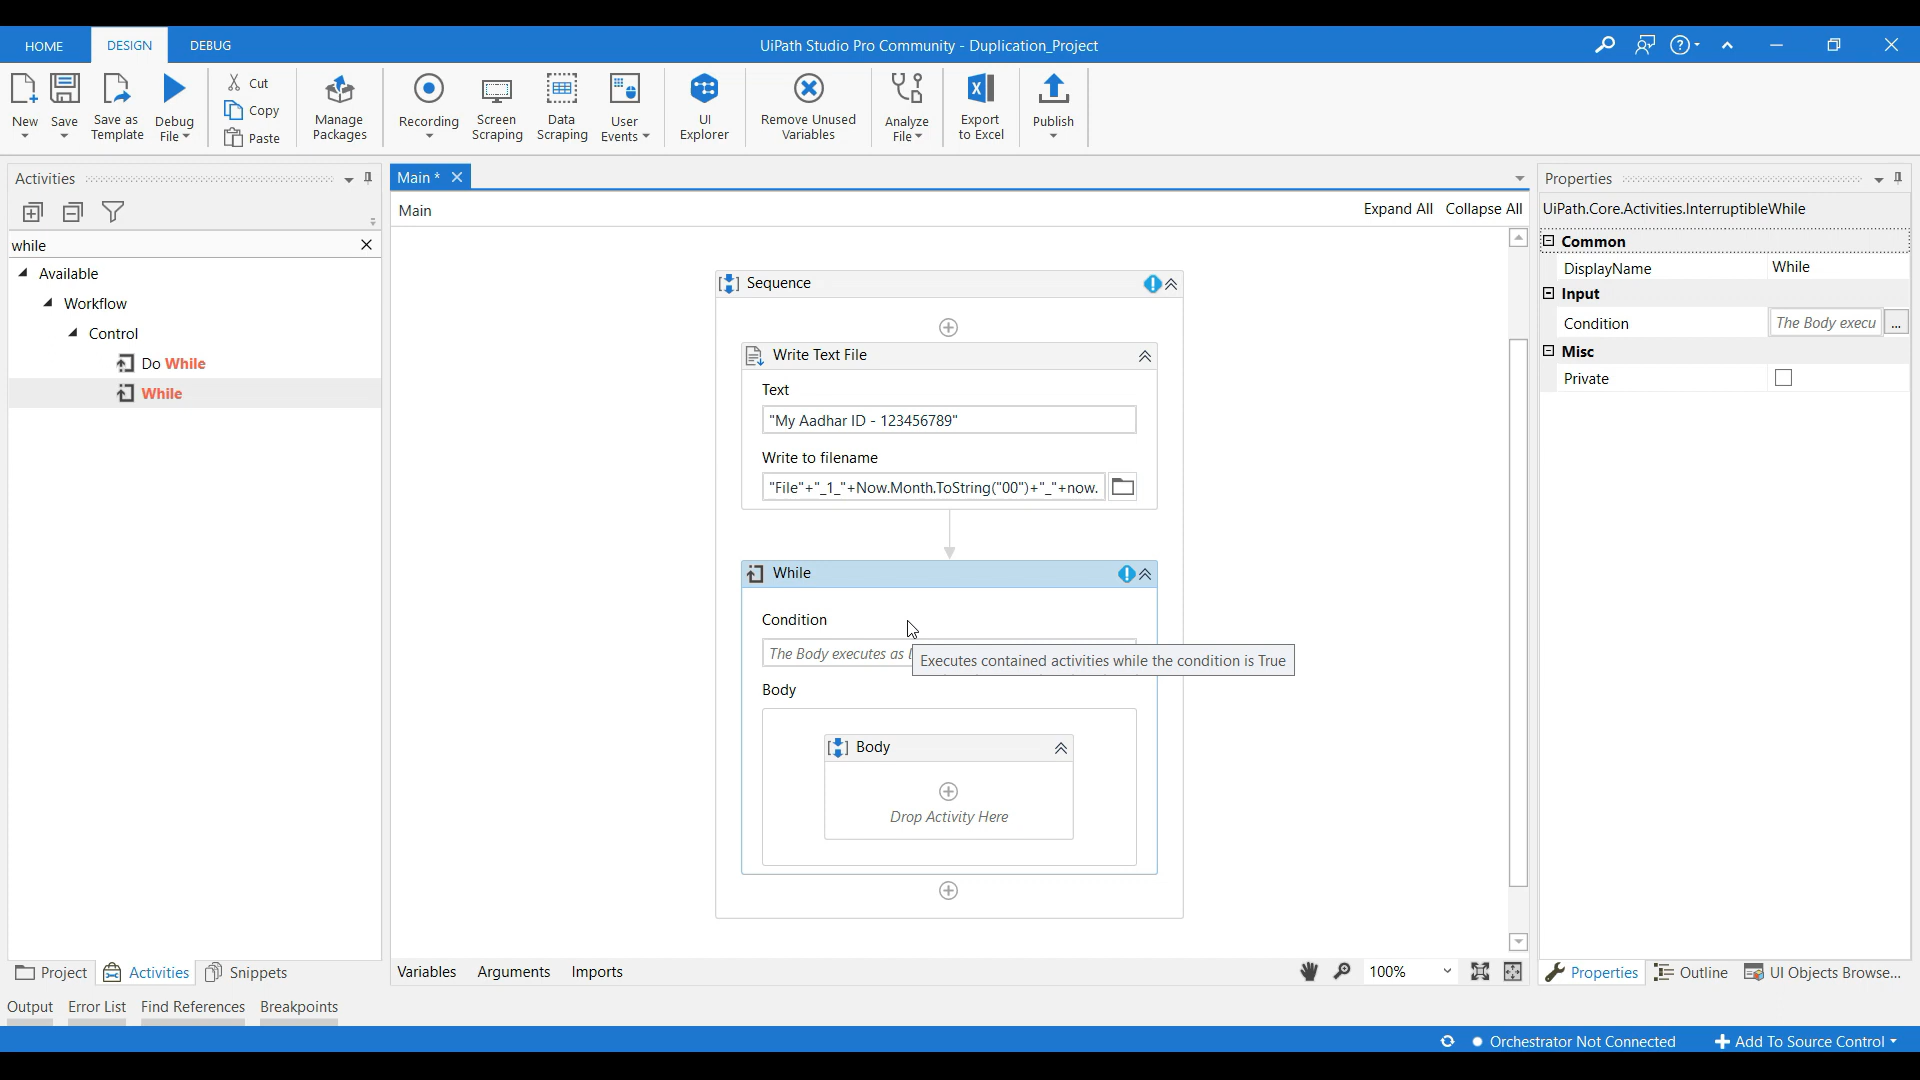 HOME
DESIGN
DEBUG
UiPath Studio Pro Community - Duplication_Project
New
Save
Save as
Template
Debug
File
Cut
Copy
Paste
Manage
Packages
Recording
Screen
Scraping
Data
Scraping
User
Events
UI
Explorer
Remove Unused
Variables
Analyze
File
Export
to Excel
Publish
Activities
while
Available
Workflow
Control
Do While
While
Main *
Main
Expand All
Collapse All
Sequence
Write Text File
Text
"My Aadhar ID - 123456789"
Write to filename
"File"+"_1_"+Now.Month.ToString("00")+"_"+now.
While
Condition
The Body executes as
Executes contained activities while the condition is True
Body
Body
Drop Activity Here
Properties
UiPath.Core.Activities.InterruptibleWhile
Common
DisplayName
While
Input
Condition
The Body execu
...
Misc
Private
Project
Activities
Snippets
Variables
Arguments
Imports
100%
Properties
Outline
UI Objects Browse...
Output
Error List
Find References
Breakpoints
Orchestrator Not Connected
Add To Source Control